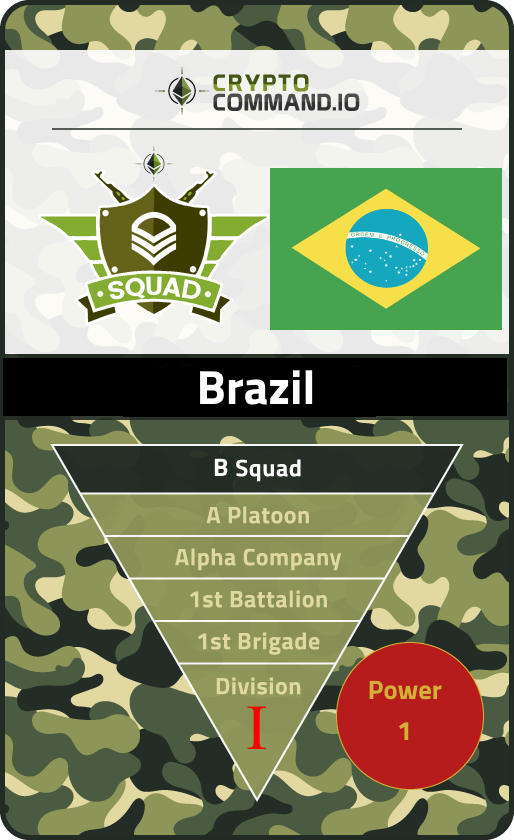 CRYPTO
COMMAND.IO
SQUAD
ORDEM E PROGRESSO
Brazil
B Squad
A Platoon
Alpha Company
1st Battalion
1st Brigade
Division
I
Power
1